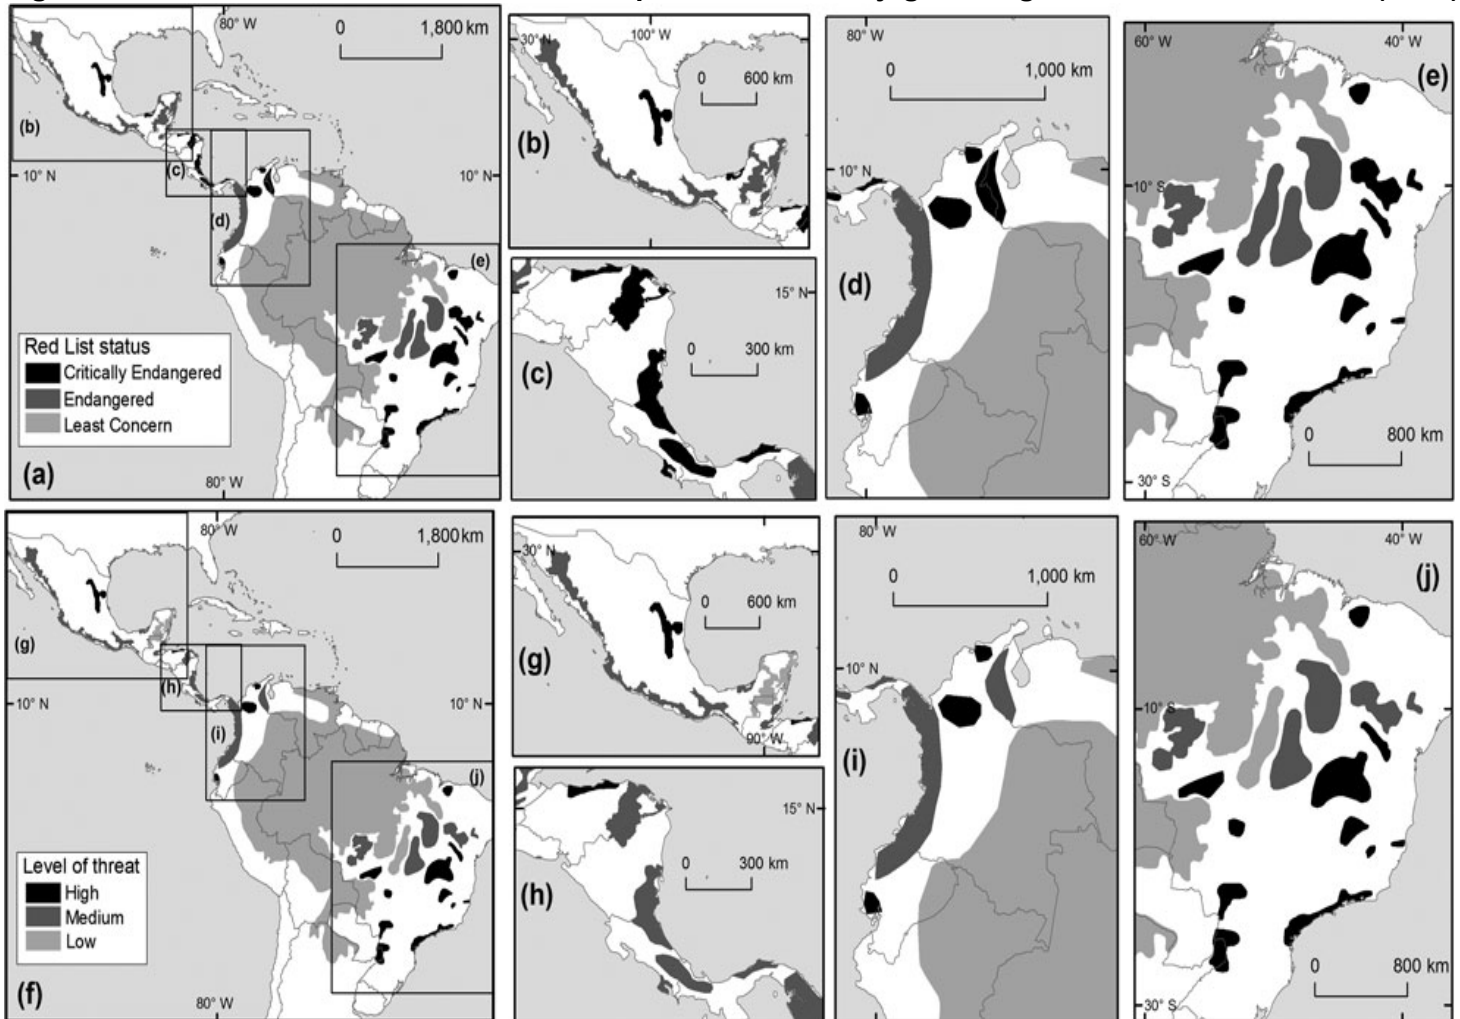 80° W
0 1,800 km
(b)
(c)
10° N
10° N
(d)
(e)
Red List status
Critically Endangered
Endangered
Least Concern
(a)
80° W
30° N
100° W
0 600 km
(b)
15° N
0 300 km
(c)
80° W
0 1,000 km
10° N
(d)
60° W
40° W
(e)
10° S
0 800 km
30° S
80° W
0 1,800 km
(g)
(h)
10° N
10° N
(i)
(j)
Level of threat
High
Medium
Low
(f)
80° W
30° N
0 600 km
(g)
90° W
15° N
0 300 km
(h)
80° W
0 1,000 km
10° N
(i)
60° W
40° W
(j)
10° S
0 800 km
30° S